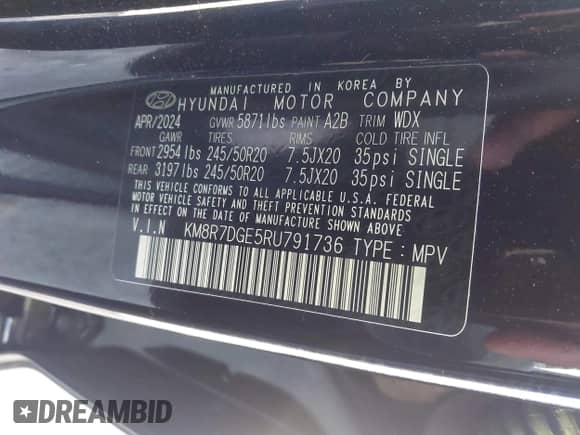 MANUFACTURED IN KOREA BY
HYUNDAI MOTOR COMPANY
APR/2024 GVWR 5871lbs PAINT A2B TRIM WDX
GAWR TIRES RIMS COLD TIRE INFL
FRONT 2954lbs 245/50R20 7.5JX20 35psi SINGLE
REAR 3197lbs 245/50R20 7.5JX20 35psi SINGLE
THIS VEHICLE CONFORMS TO ALL APPLICABLE U.S.A. FEDERAL
MOTOR VEHICLE SAFETY AND THEFT PREVENTION STANDARDS
IN EFFECT ON THE DATE OF MANUFACTURE SHOWN ABOVE.
V.I.N KM8R7DGE5RU791736 TYPE : MPV
DREAMBID